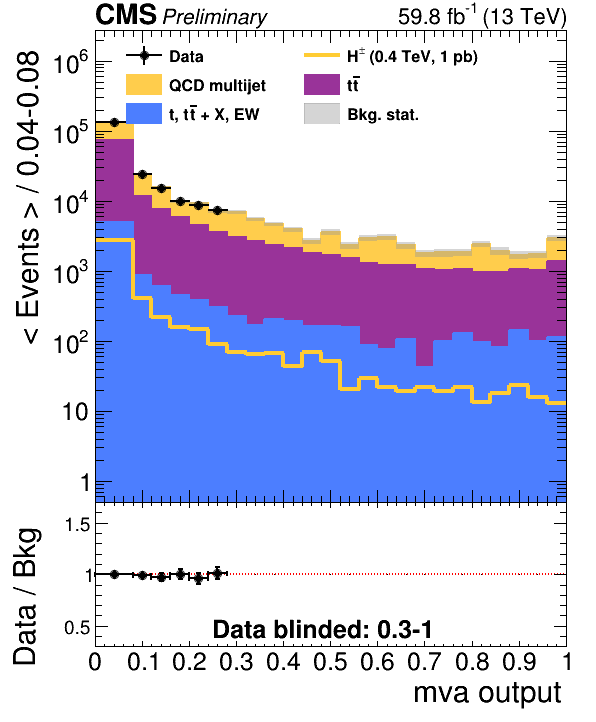 CMS Preliminary 59.8 fb⁻¹ (13 TeV)
< Events > / 0.04-0.08
Data
H± (0.4 TeV, 1 pb)
QCD multijet
tt̄
t, tt̄ + X, EW
Bkg. stat.
10⁶
10⁵
10⁴
10³
10²
10
1
Data / Bkg
1.5
1
0.5
Data blinded: 0.3-1
0 0.1 0.2 0.3 0.4 0.5 0.6 0.7 0.8 0.9 1
mva output